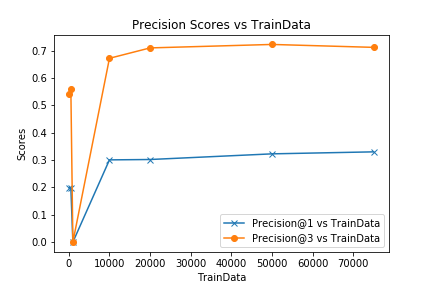 Precision Scores vs TrainData
0.7
0.6
0.5
0.4
0.3
0.2
0.1
0.0
Scores
0 10000 20000 30000 40000 50000 60000 70000
TrainData
Precision@1 vs TrainData
Precision@3 vs TrainData